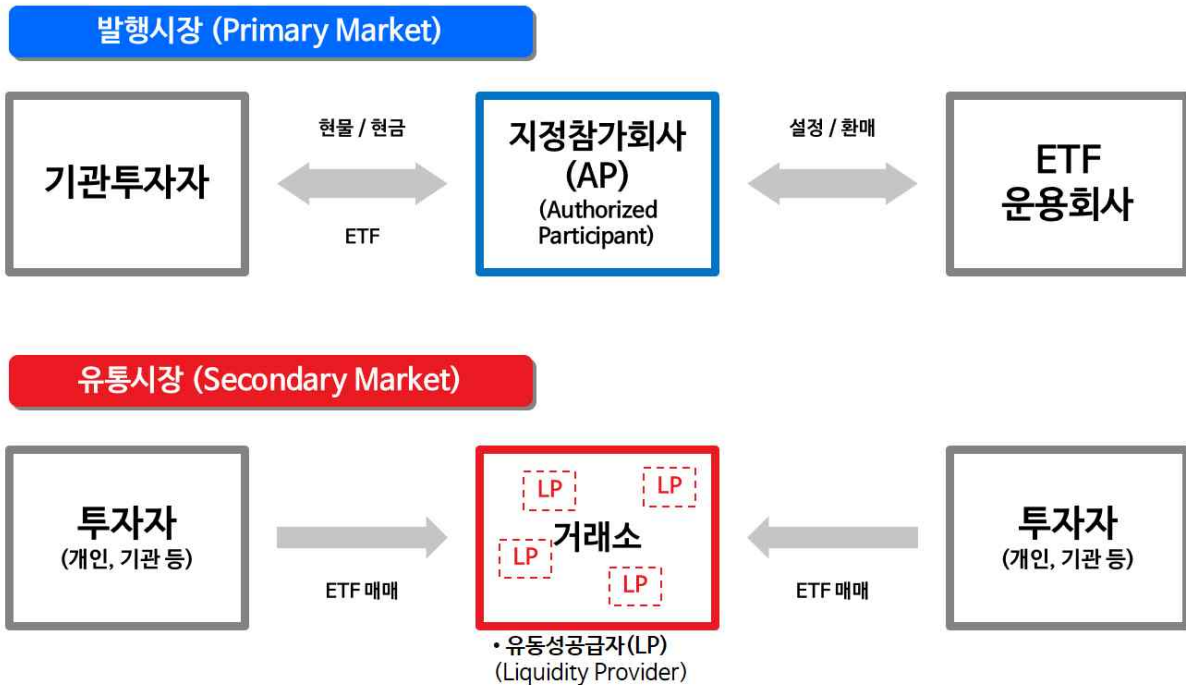 발행시장 (Primary Market)
기관투자자
현물 / 현금
ETF
지정참가회사
(AP)
(Authorized
Participant)
설정 / 환매
ETF
운용회사
유통시장 (Secondary Market)
투자자
(개인, 기관 등)
ETF 매매
LP
LP
거래소
LP
LP
• 유동성공급자(LP)
(Liquidity Provider)
ETF 매매
투자자
(개인, 기관 등)